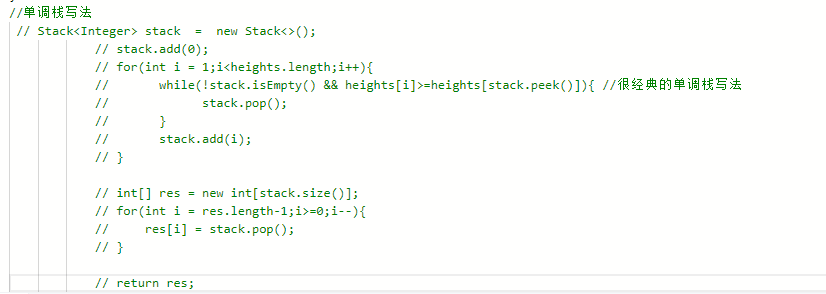 //单调栈写法
// Stack<Integer> stack  =  new Stack<>();
// stack.add(0);
// for(int i = 1;i<heights.length;i++){
//      while(!stack.isEmpty() && heights[i]>=heights[stack.peek()]){ //很经典的单调栈写法
//            stack.pop();
//      }
//      stack.add(i);
// }
// int[] res = new int[stack.size()];
// for(int i = res.length-1;i>=0;i--){
//    res[i] = stack.pop();
// }
// return res;